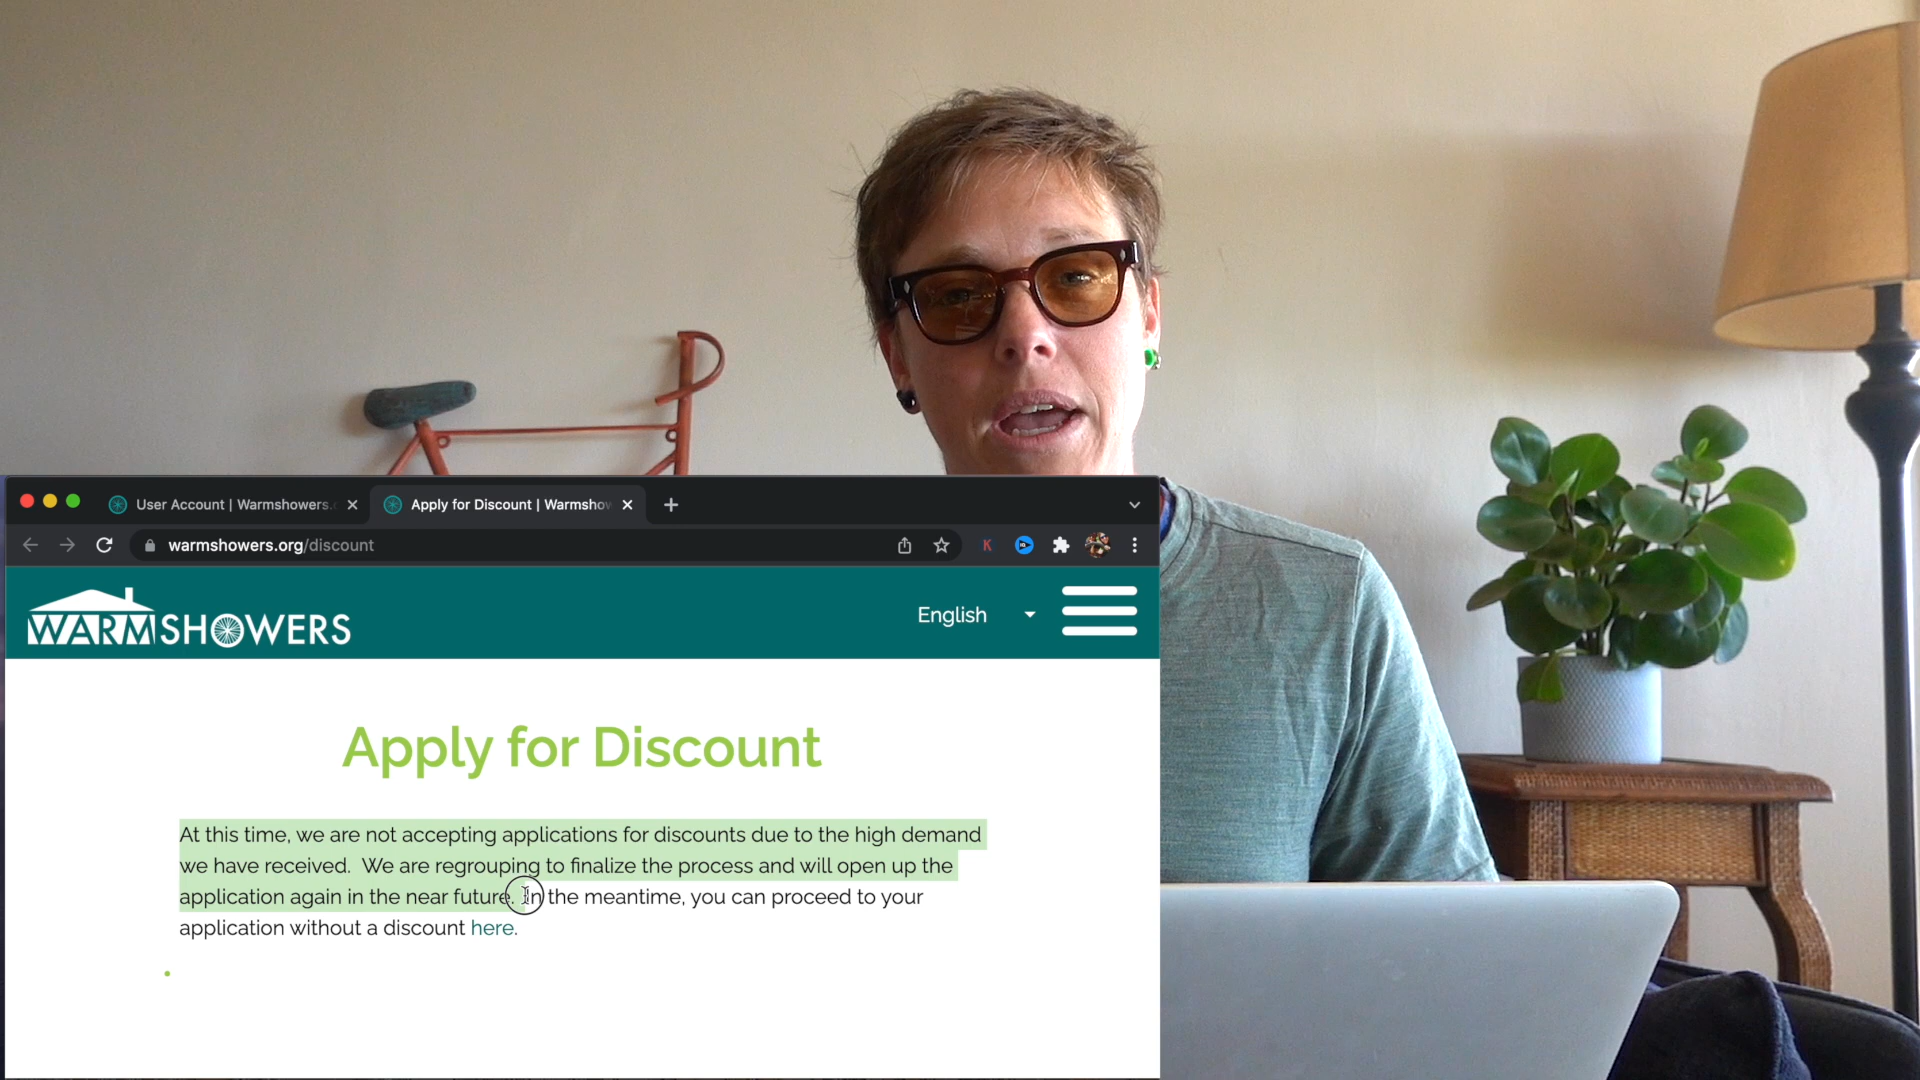 User Account | Warmshowers.
Apply for Discount | Warmshow
warmshowers.org/discount
WARMSHOWERS
English
Apply for Discount
At this time, we are not accepting applications for discounts due to the high demand
we have received. We are regrouping to finalize the process and will open up the
application again in the near future. In the meantime, you can proceed to your
application without a discount here.